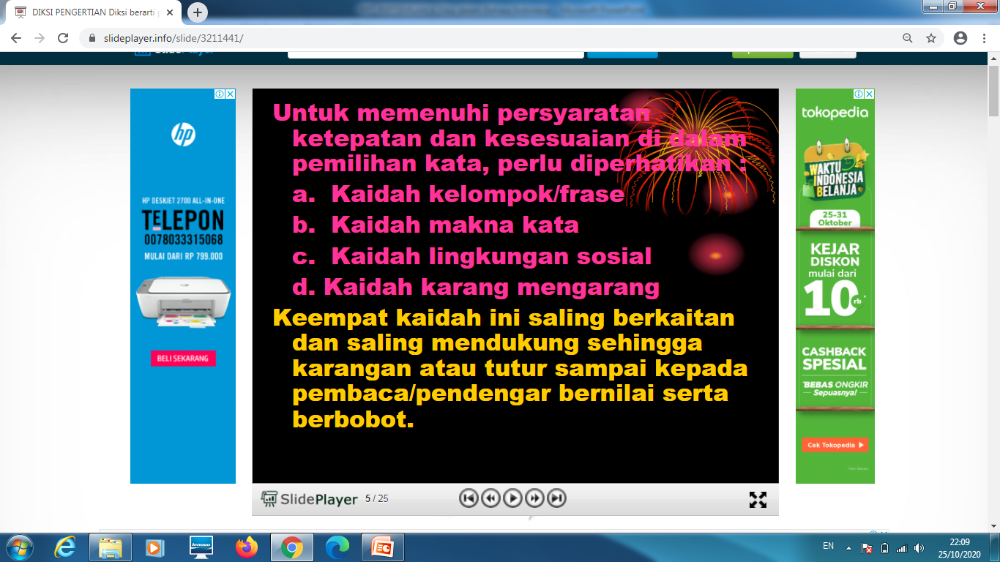 DIKSI PENGERTIAN Diksi berarti
slideplayer.info/slide/3211441/
hp
HP DESKJET 2700 ALL-IN-ONE
TELEPON
0078033315068
MULAI DARI RP 799.000
BELI SEKARANG
Untuk memenuhi persyaratan
ketepatan dan kesesuaian di dalam
pemilihan kata, perlu diperhatikan :
a. Kaidah kelompok/frase
b. Kaidah makna kata
c. Kaidah lingkungan sosial
d. Kaidah karang mengarang
Keempat kaidah ini saling berkaitan
dan saling mendukung sehingga
karangan atau tutur sampai kepada
pembaca/pendengar bernilai serta
berbobot.
tokopedia
WAKTU
INDONESIA
BELANJA
25-31
Oktober
KEJAR
DISKON
mulai dari
10 rb*
CASHBACK
SPESIAL
BEBAS ONGKIR
Sepuasnya!
Cek Tokopedia
SlidePlayer 5 / 25
lenovo
EN
22:09
25/10/2020